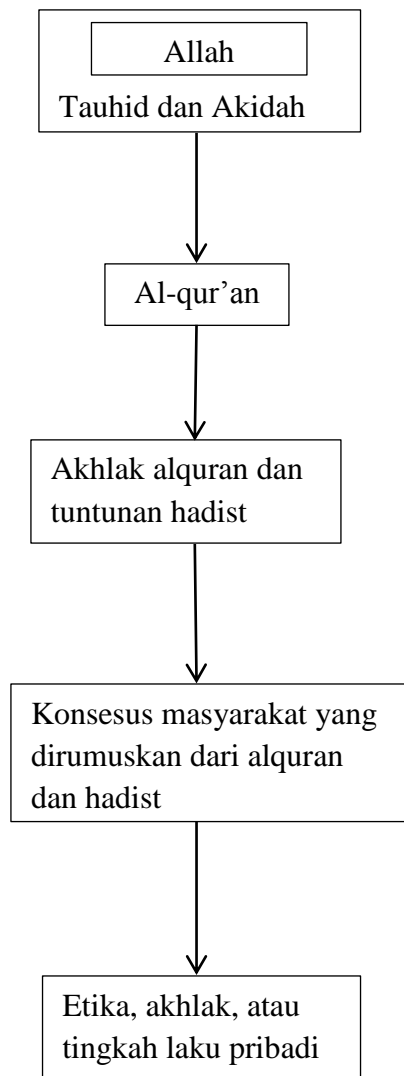 Allah
Tauhid dan Akidah
Al-qur’an
Akhlak alquran dan
tuntunan hadist
Konsesus masyarakat yang
dirumuskan dari alquran
dan hadist
Etika, akhlak, atau
tingkah laku pribadi